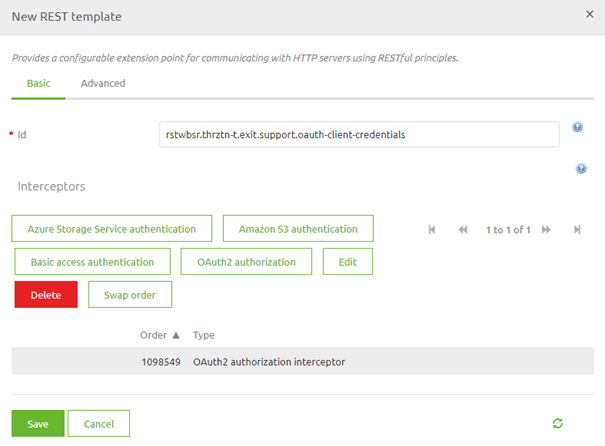 New REST template
×
Provides a configurable extension point for communicating with HTTP servers using RESTful principles.
Basic Advanced
* Id rstwbsr.thrztn-t.exit.support.oauth-client-credentials ?
?
Interceptors
Azure Storage Service authentication Amazon S3 authentication 1 to 1 of 1
Basic access authentication OAuth2 authorization Edit
Delete Swap order
Order ▲ Type
1098549 OAuth2 authorization interceptor
Save Cancel